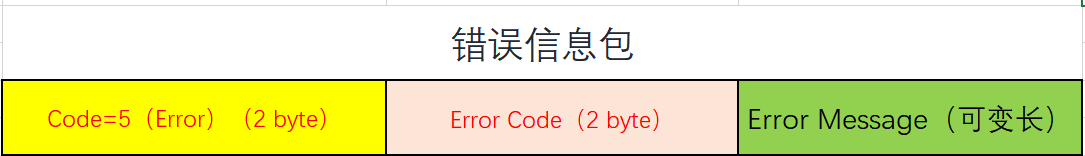 错误信息包
Code=5（Error）（2 byte） Error Code（2 byte） Error Message（可变长）